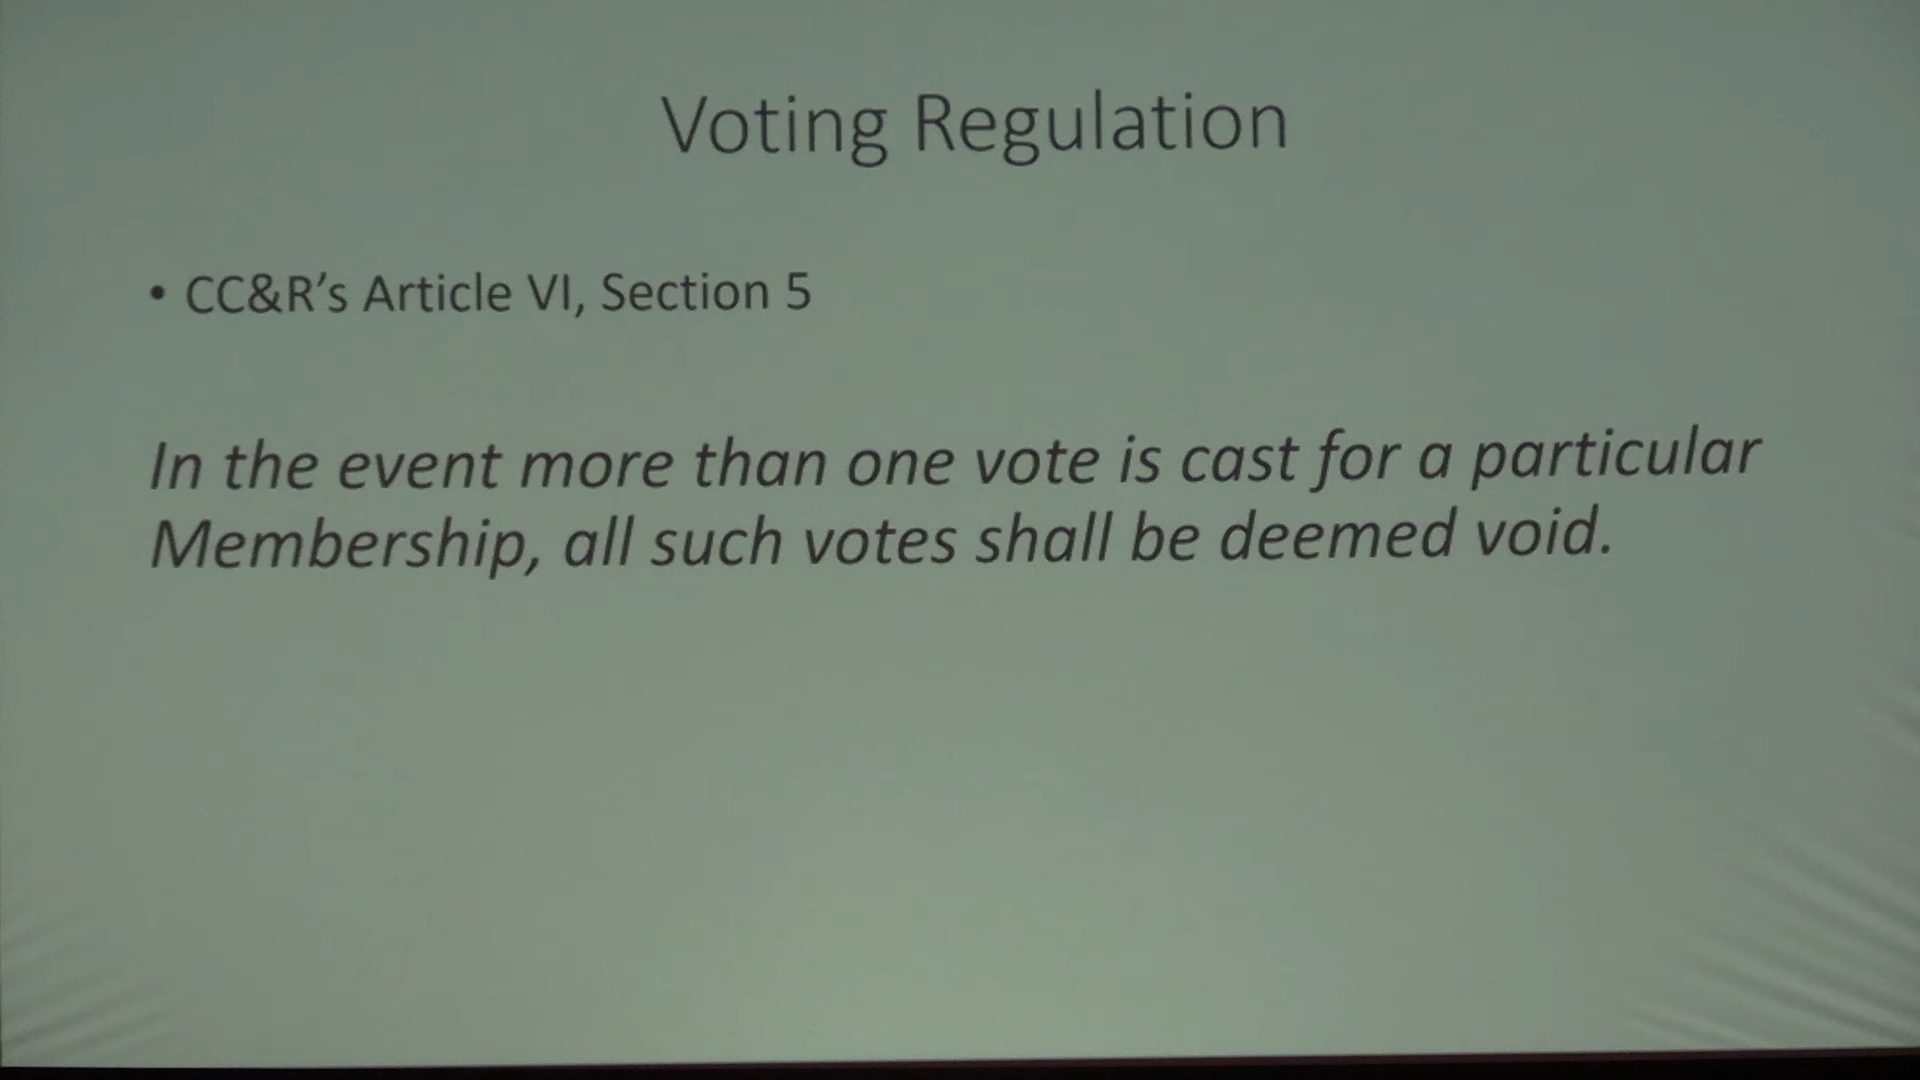 Voting Regulation
• CC&R’s Article VI, Section 5
In the event more than one vote is cast for a particular
Membership, all such votes shall be deemed void.